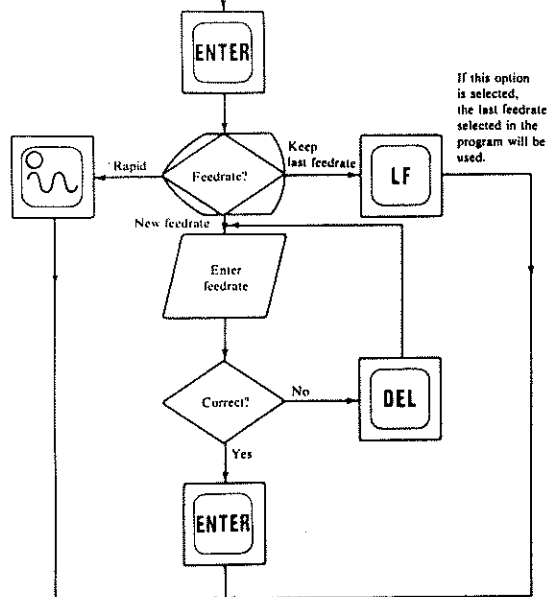 ENTER
If this option
is selected,
the last feedrate
selected in the
program will be
used.
Rapid
Feedrate?
Keep
last feedrate
LF
New feedrate
Enter
feedrate
Correct?
No
DEL
Yes
ENTER